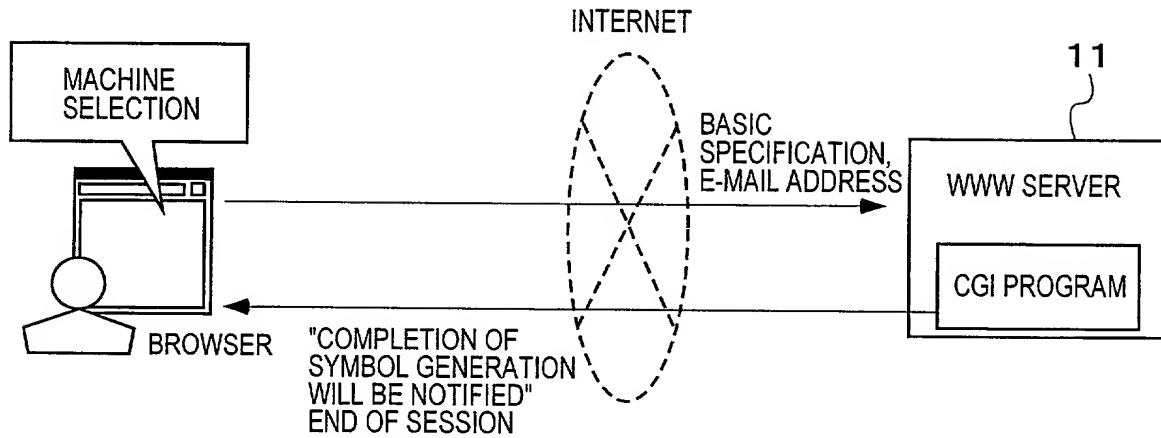 INTERNET
11
MACHINE
SELECTION
BASIC
SPECIFICATION,
E-MAIL ADDRESS
WWW SERVER
CGI PROGRAM
BROWSER
"COMPLETION OF
SYMBOL GENERATION
WILL BE NOTIFIED"
END OF SESSION